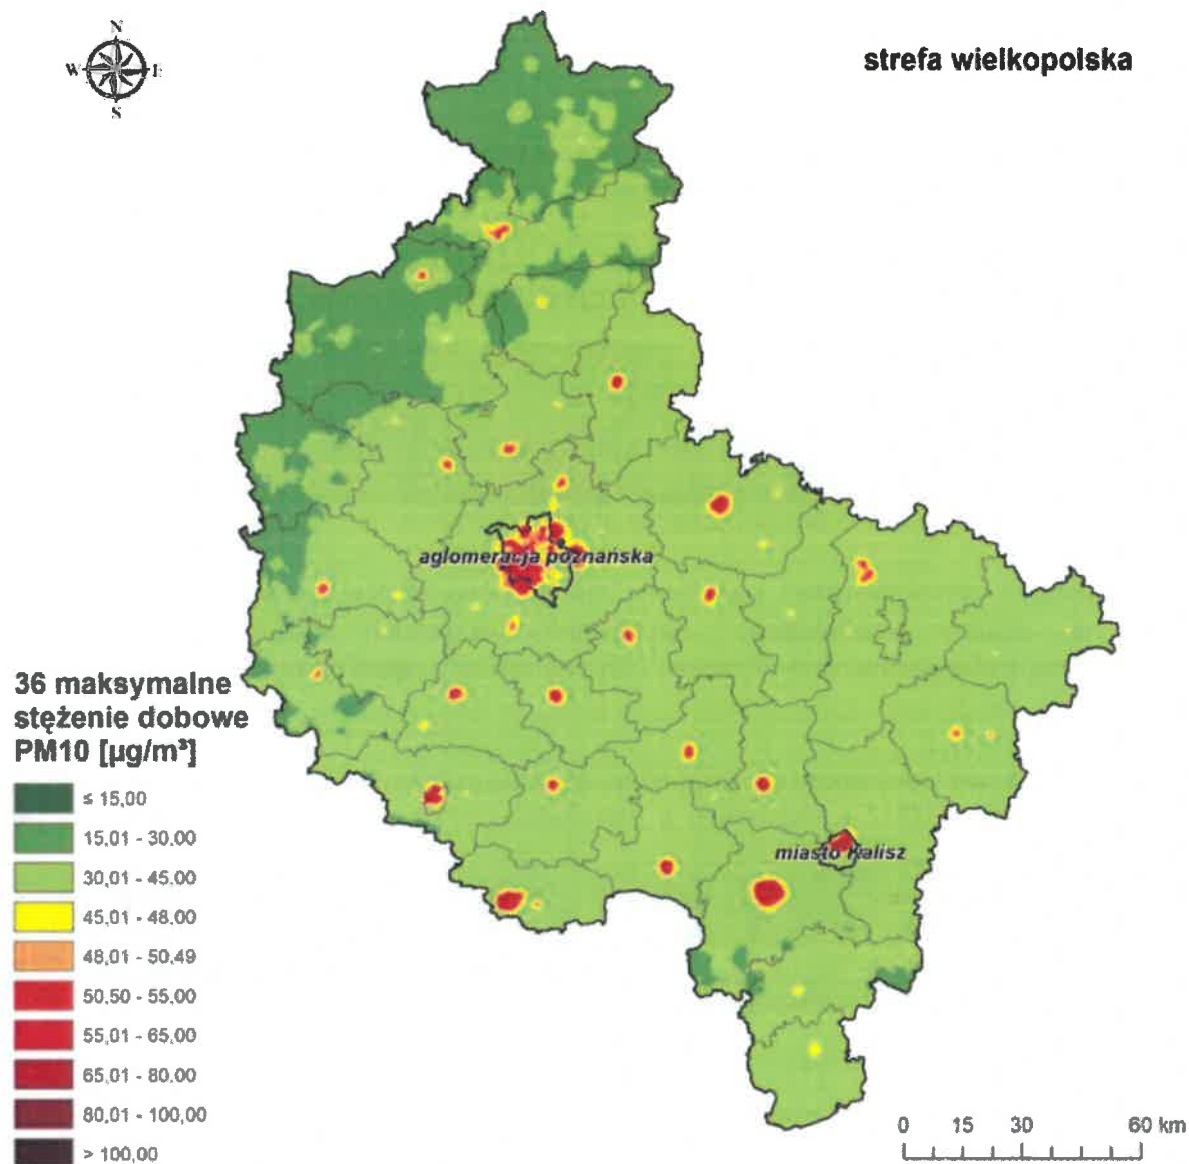 N
W E
S
strefa wielkopolska
aglomeracja poznańska
36 maksymalne
stężenie dobowe
PM10 [µg/m³]
≤ 15,00
15,01 - 30.00
30,01 - 45.00
45,01 - 48.00
48,01 - 50,49
50,50 - 55,00
55,01 - 65,00
65,01 - 80.00
80,01 - 100,00
> 100,00
miasto Kalisz
0 15 30 60 km